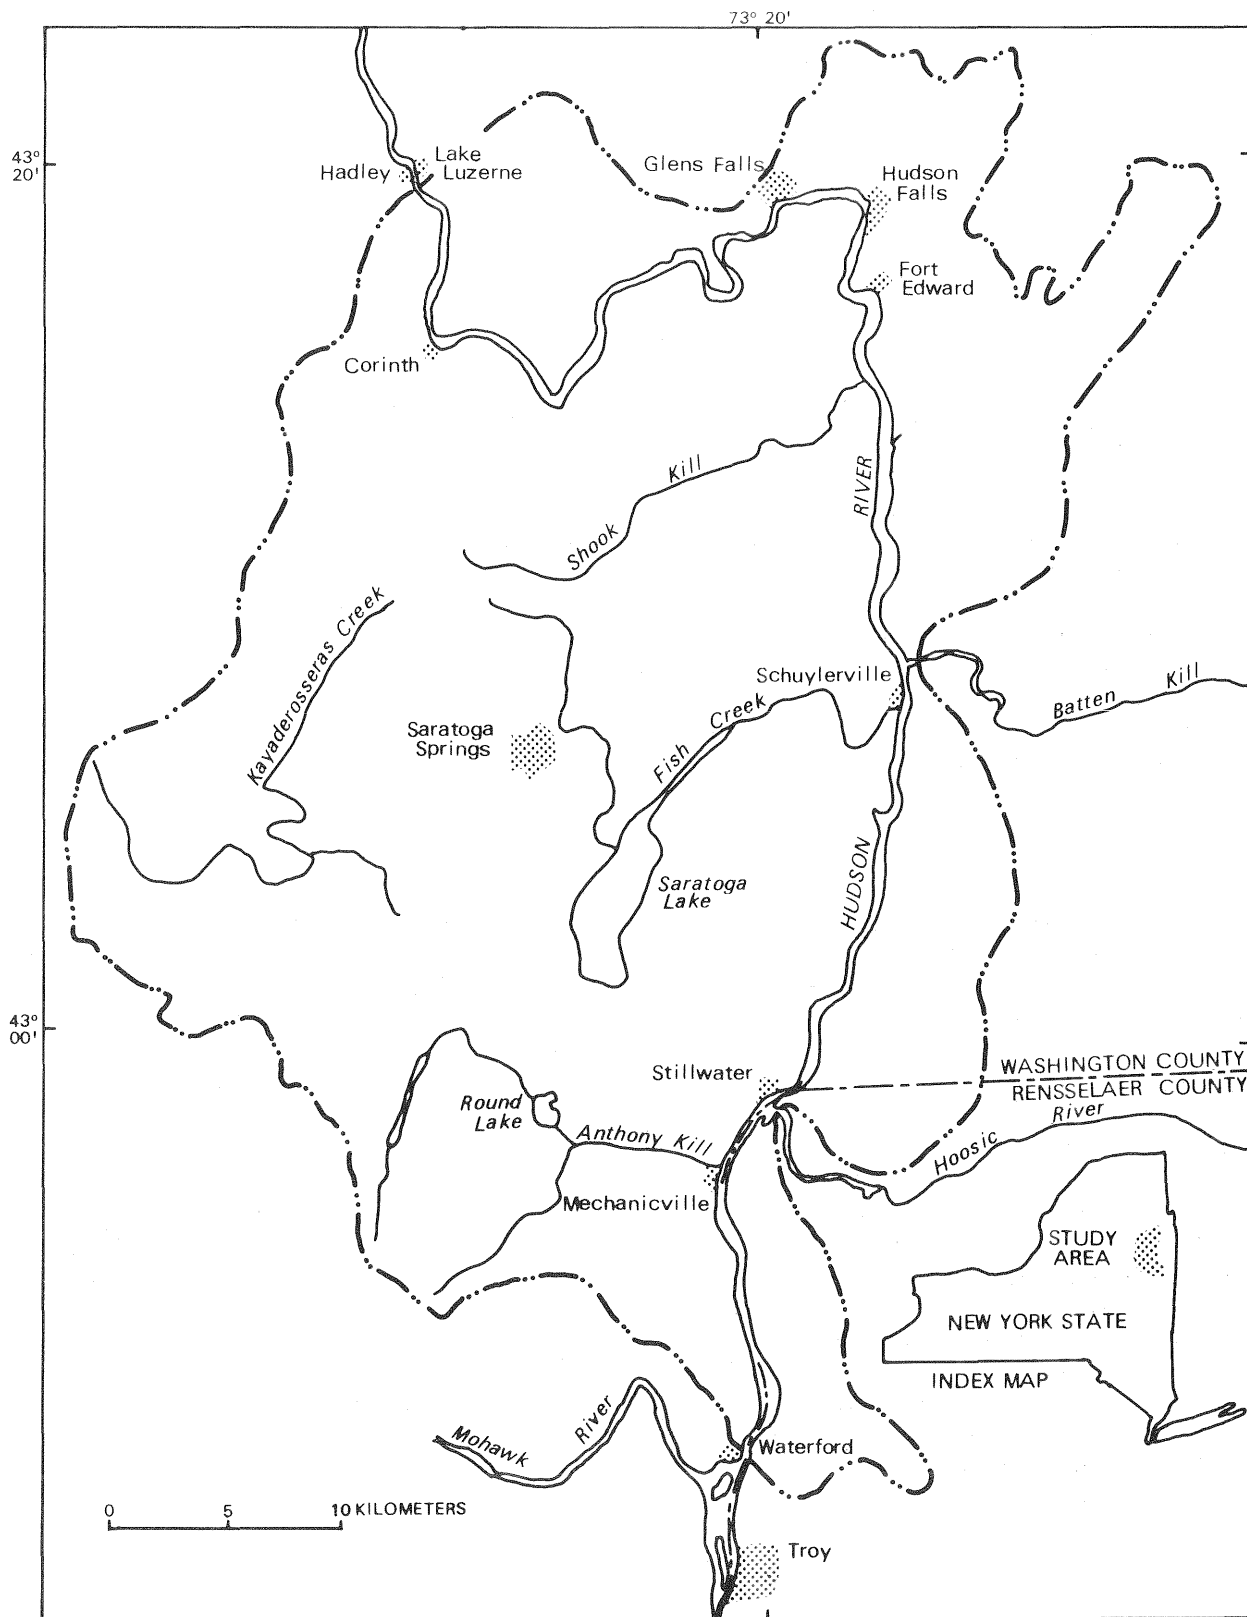 73° 20'
43°
20'
Lake
Luzerne
Hadley
Glens Falls
Hudson
Falls
Fort
Edward
Corinth
Shook Kill
RIVER
Kayaderosseras Creek
Schuylerville
Batten Kill
Saratoga
Springs
Fish Creek
Saratoga
Lake
HUDSON
43°
00'
Stillwater
WASHINGTON COUNTY
RENSSELAER COUNTY
Round
Lake
Anthony Kill
Hoosic River
Mechanicville
STUDY
AREA
NEW YORK STATE
INDEX MAP
Mohawk River
Waterford
0 5 10 KILOMETERS
Troy